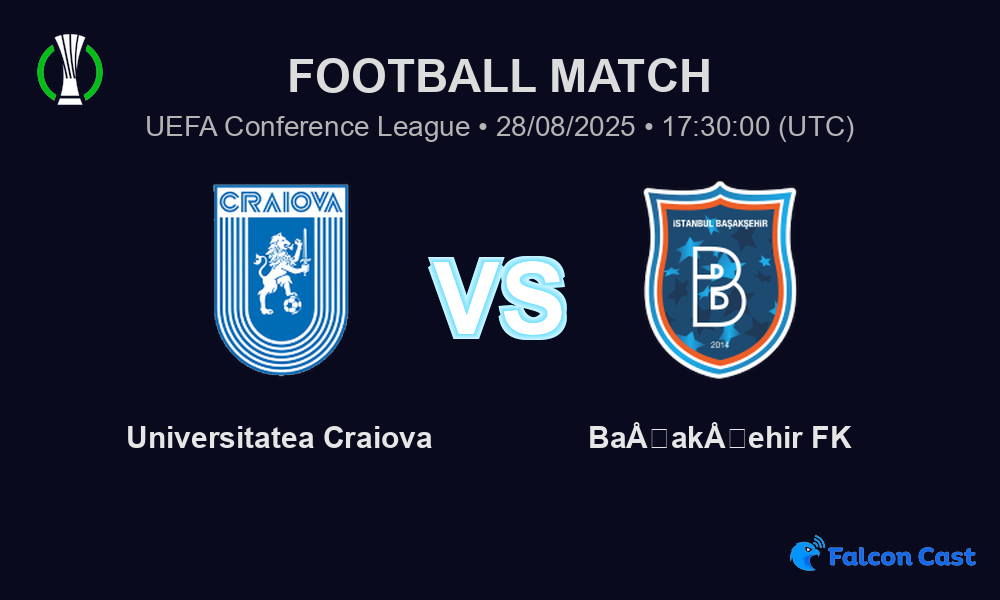 FOOTBALL MATCH
UEFA Conference League • 28/08/2025 • 17:30:00 (UTC)
CRAIOVA
İSTANBUL BAŞAKŞEHİR
B
2014
VS
Universitatea Craiova
BaÅ□akÅ□ehir FK
Falcon Cast